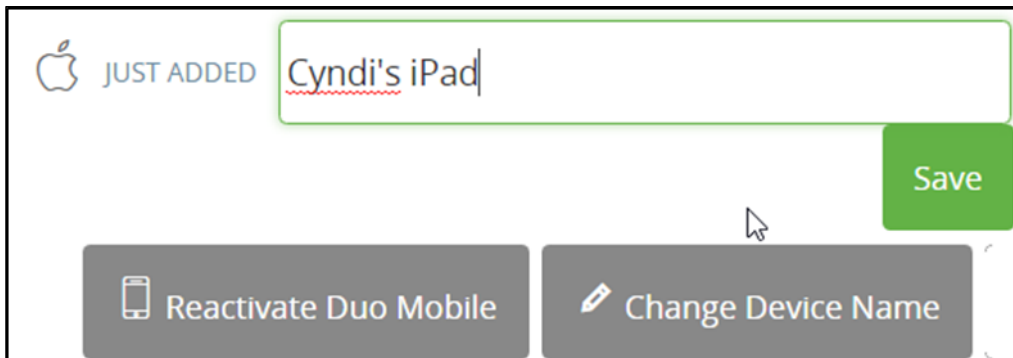 JUST ADDED Cyndi's iPad
Save
Reactivate Duo Mobile Change Device Name